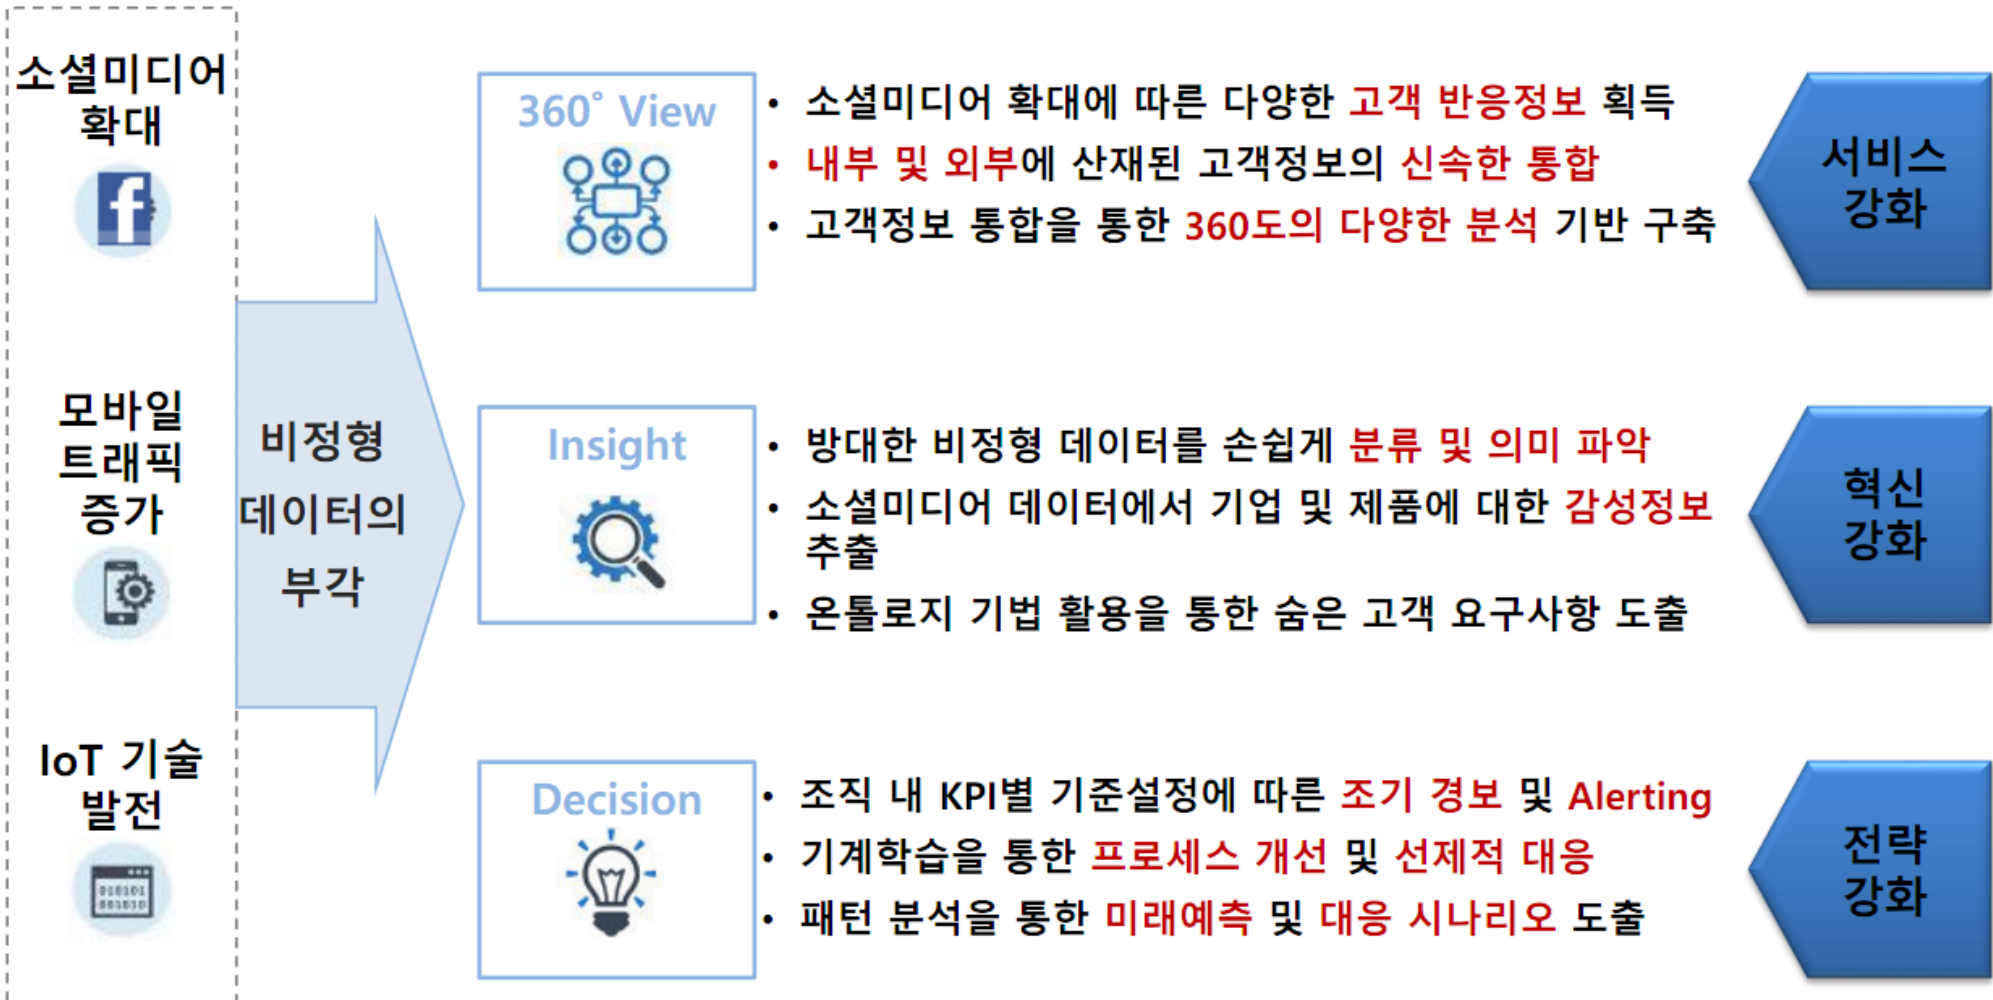 소셜미디어
확대
모바일
트래픽
증가
IoT 기술
발전
010101
001010
비정형
데이터의
부각
360° View
• 소셜미디어 확대에 따른 다양한 고객 반응정보 획득
• 내부 및 외부에 산재된 고객정보의 신속한 통합
• 고객정보 통합을 통한 360도의 다양한 분석 기반 구축
서비스
강화
Insight
• 방대한 비정형 데이터를 손쉽게 분류 및 의미 파악
• 소셜미디어 데이터에서 기업 및 제품에 대한 감성정보
추출
• 온톨로지 기법 활용을 통한 숨은 고객 요구사항 도출
혁신
강화
Decision
• 조직 내 KPI별 기준설정에 따른 조기 경보 및 Alerting
• 기계학습을 통한 프로세스 개선 및 선제적 대응
• 패턴 분석을 통한 미래예측 및 대응 시나리오 도출
전략
강화